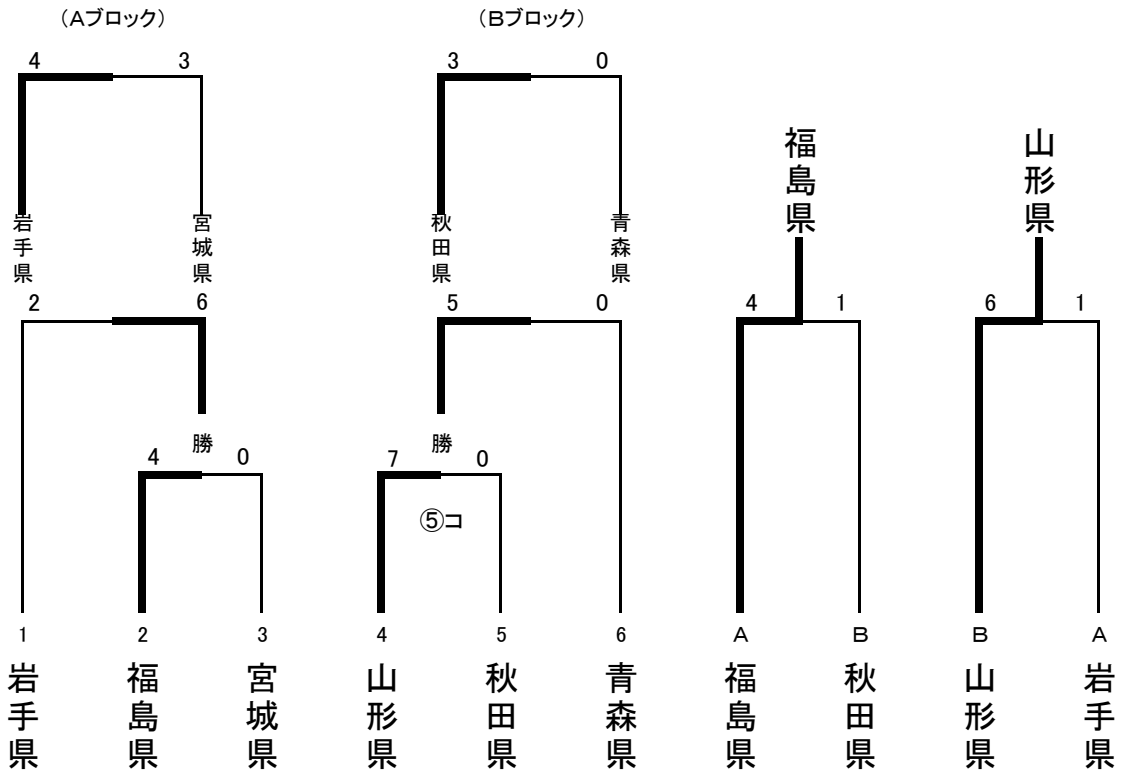 (Aブロック)
(Bブロック)
4 3
3 0
岩手県
宮城県
秋田県
青森県
福島県
山形県
2 6
5 0
4 1
6 1
勝
勝
4 0
7 0
⑤コ
1 2 3 4 5 6 A B B A
岩手県
福島県
宮城県
山形県
秋田県
青森県
福島県
秋田県
山形県
岩手県